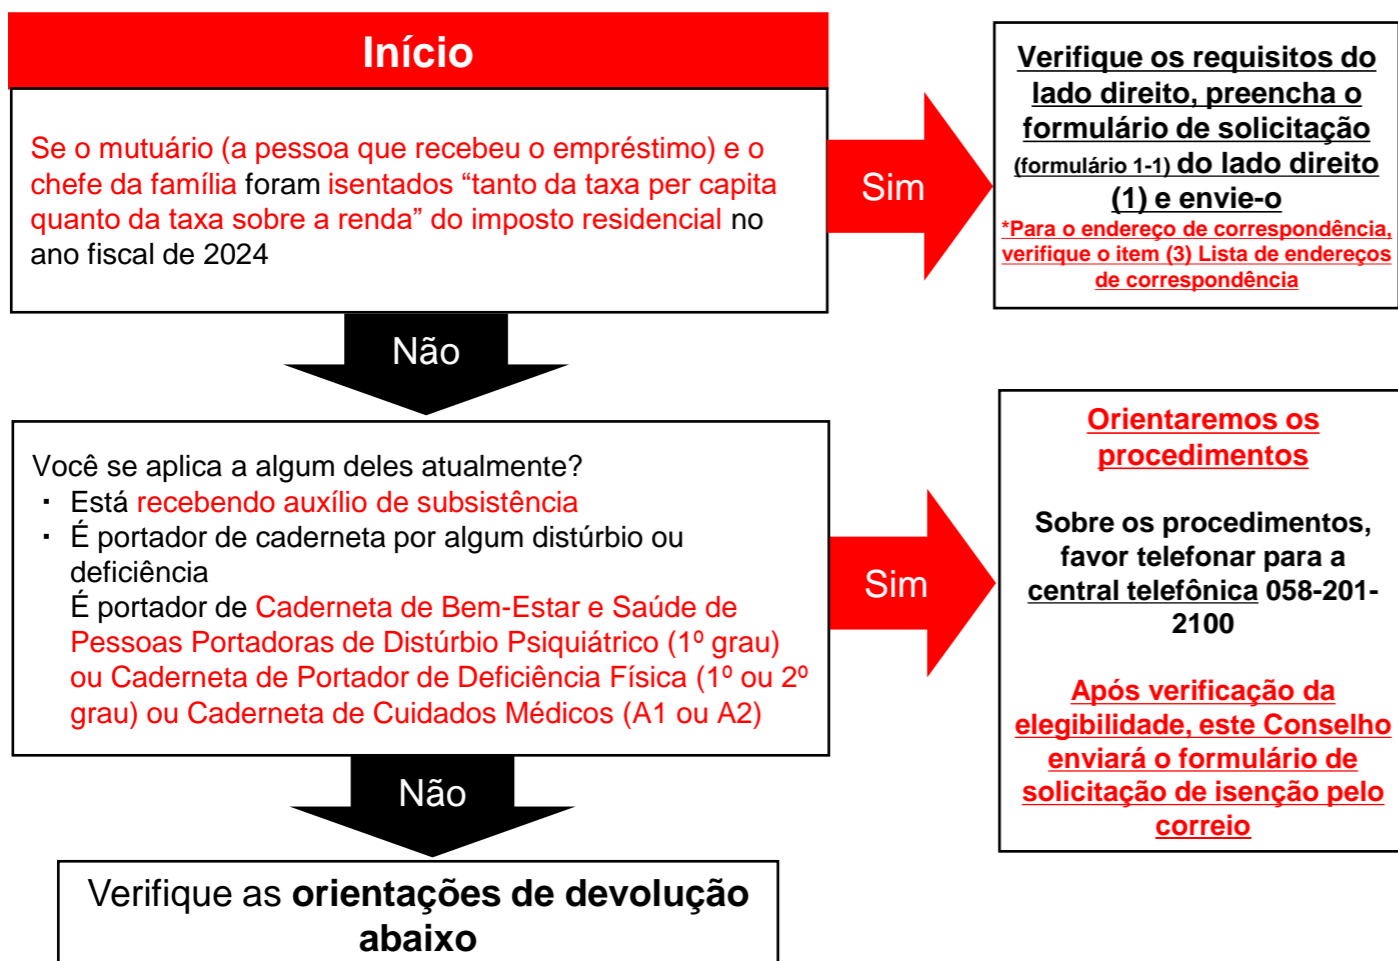 Início
Se o mutuário (a pessoa que recebeu o empréstimo) e o
chefe da família foram isentados “tanto da taxa per capita
quanto da taxa sobre a renda” do imposto residencial no
ano fiscal de 2024
Sim
Verifique os requisitos do
lado direito, preencha o
formulário de solicitação
(formulário 1-1) do lado direito
(1) e envie-o
*Para o endereço de correspondência,
verifique o item (3) Lista de endereços
de correspondência
Não
Você se aplica a algum deles atualmente?
・ Está recebendo auxílio de subsistência
・ É portador de caderneta por algum distúrbio ou
deficiência
É portador de Caderneta de Bem-Estar e Saúde de
Pessoas Portadoras de Distúrbio Psiquiátrico (1º grau)
ou Caderneta de Portador de Deficiência Física (1º ou 2º
grau) ou Caderneta de Cuidados Médicos (A1 ou A2)
Sim
Orientaremos os
procedimentos
Sobre os procedimentos,
favor telefonar para a
central telefônica 058-201-
2100
Após verificação da
elegibilidade, este Conselho
enviará o formulário de
solicitação de isenção pelo
correio
Não
Verifique as orientações de devolução
abaixo